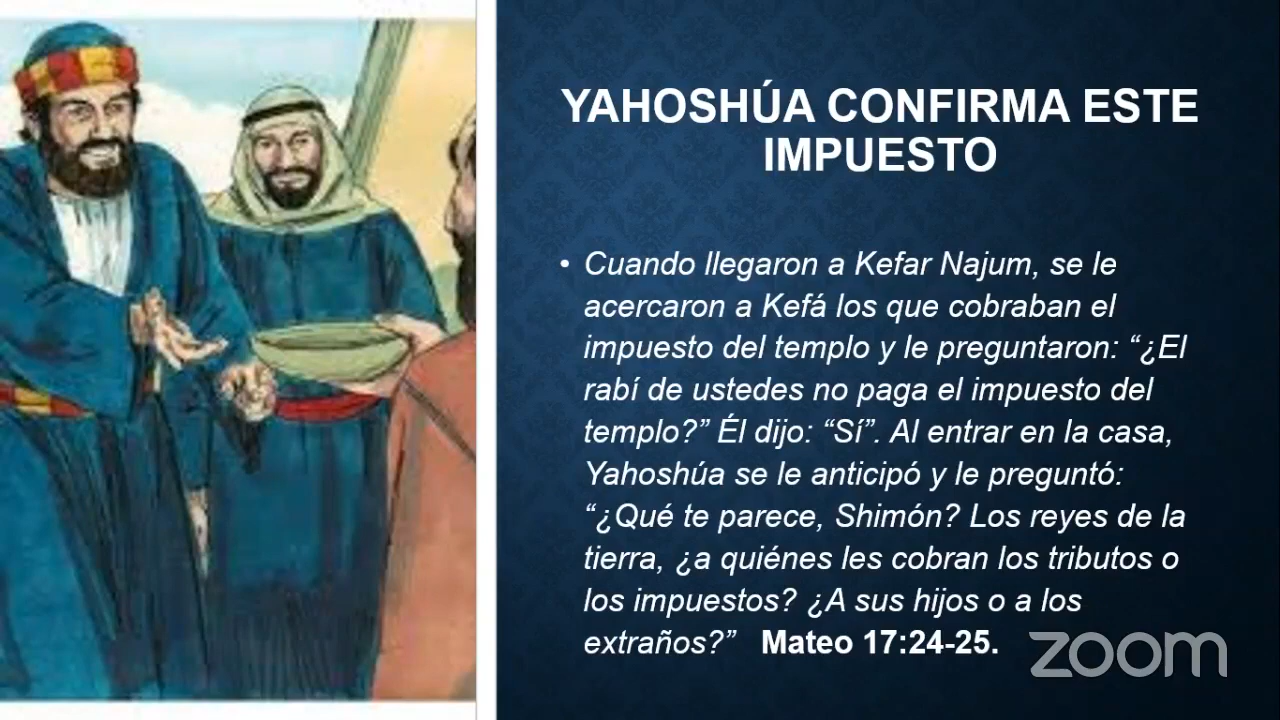 YAHOSHÚA CONFIRMA ESTE
IMPUESTO
• Cuando llegaron a Kefar Najum, se le
acercaron a Kefá los que cobraban el
impuesto del templo y le preguntaron: “¿El
rabí de ustedes no paga el impuesto del
templo?” Él dijo: “Sí”. Al entrar en la casa,
Yahoshúa se le anticipó y le preguntó:
“¿Qué te parece, Shimón? Los reyes de la
tierra, ¿a quiénes les cobran los tributos o
los impuestos? ¿A sus hijos o a los
extraños?” Mateo 17:24-25.
zoom